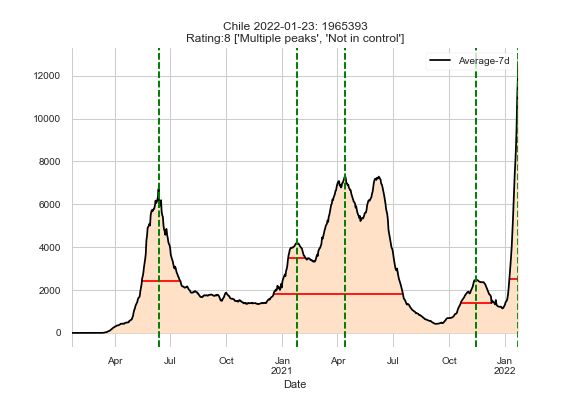 Chile 2022-01-23: 1965393
Rating:8 ['Multiple peaks', 'Not in control']
Average-7d
12000
10000
8000
6000
4000
2000
0
Apr Jul Oct Jan Apr Jul Oct Jan
2021 2022
Date